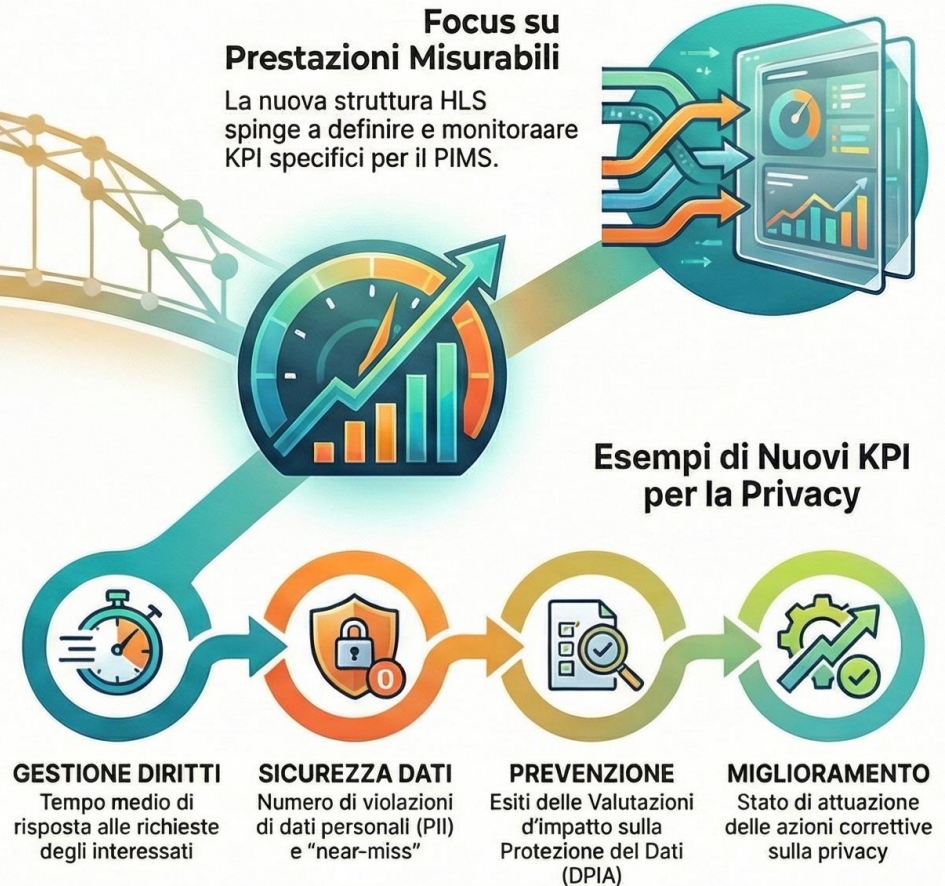 Focus su
Prestazioni Misurabili
La nuova struttura HLS
spinge a definire e monitoraare
KPI specifici per il PIMS.
Esempi di Nuovi KPI
per la Privacy
0
GESTIONE DIRITTI
Tempo medio di
risposta alle richieste
degli interessati
SICUREZZA DATI
Numero di violazioni
di dati personali (PII)
e “near-miss”
PREVENZIONE
Esiti delle Valutazioni
d’impatto sulla
Protezione del Dati
(DPIA)
MIGLIORAMENTO
Stato di attuazione
delle azioni correttive
sulla privacy